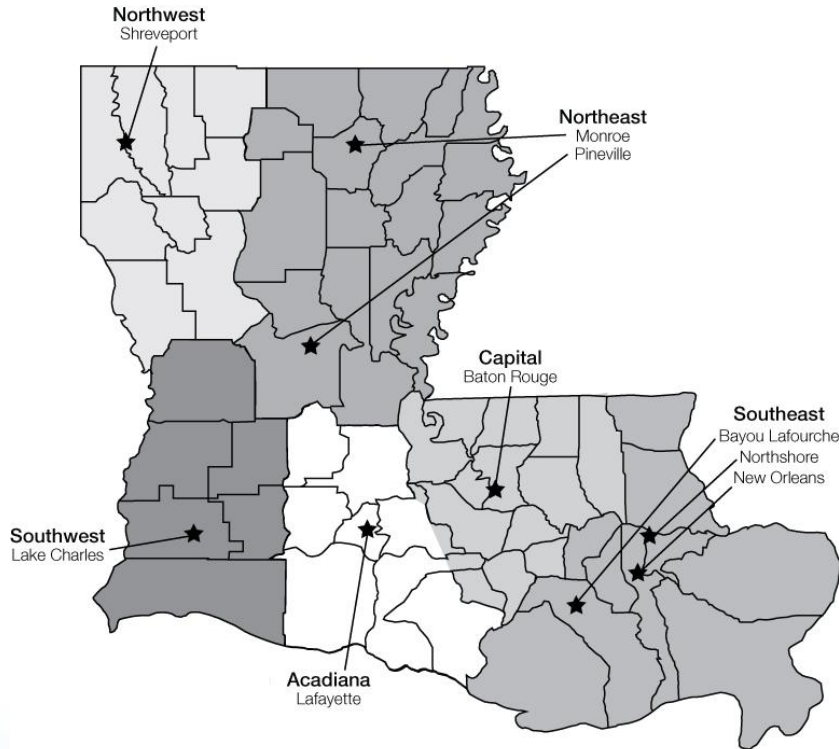 Northwest
Shreveport
Northeast
Monroe
Pineville
Capital
Baton Rouge
Southeast
Bayou Lafourche
Northshore
New Orleans
Southwest
Lake Charles
Acadiana
Lafayette